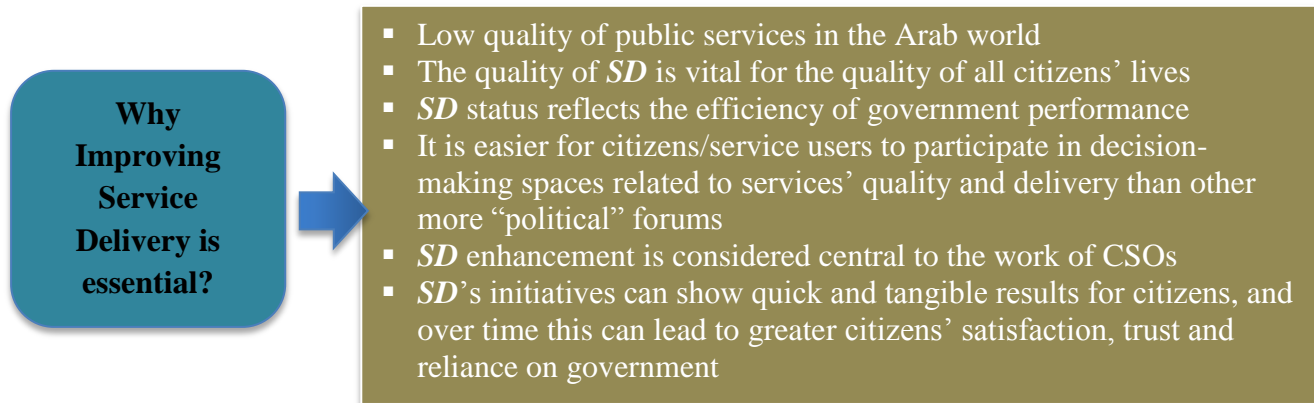 Why
Improving
Service
Delivery is
essential?
▪ Low quality of public services in the Arab world
▪ The quality of SD is vital for the quality of all citizens’ lives
▪ SD status reflects the efficiency of government performance
▪ It is easier for citizens/service users to participate in decision-
making spaces related to services’ quality and delivery than other
more “political” forums
▪ SD enhancement is considered central to the work of CSOs
▪ SD’s initiatives can show quick and tangible results for citizens, and
over time this can lead to greater citizens’ satisfaction, trust and
reliance on government